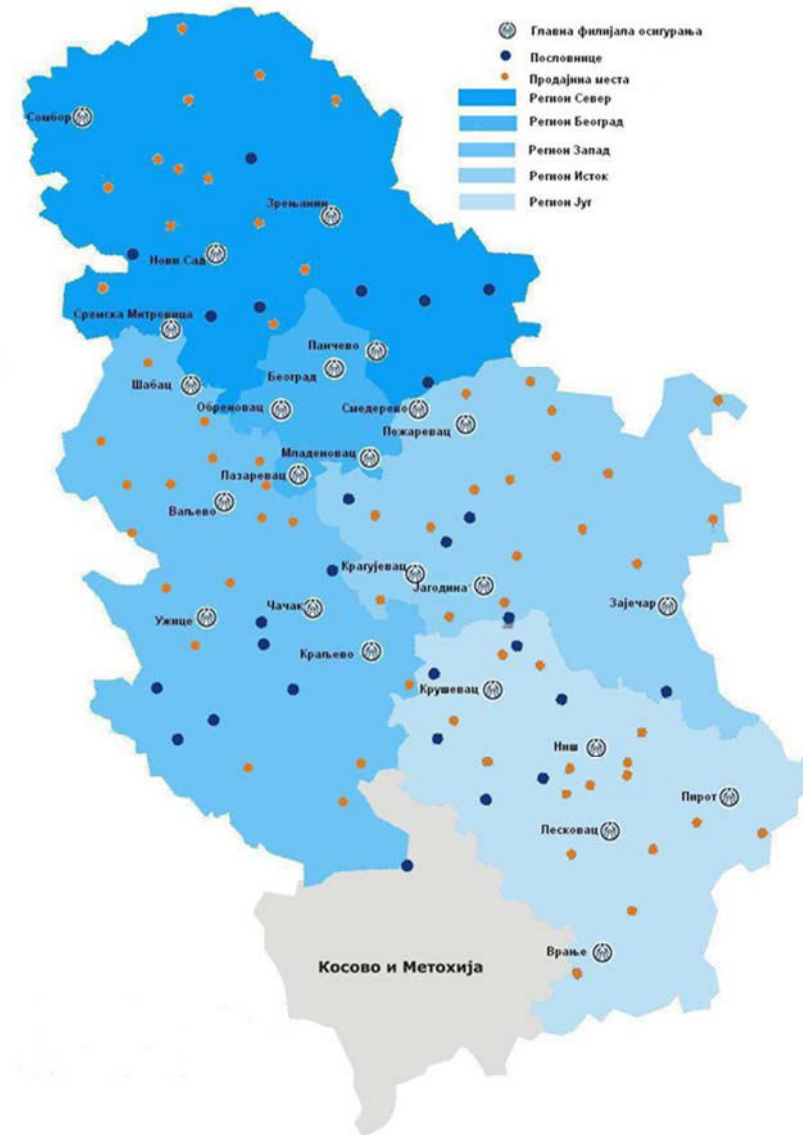 Главна филијала осигурања
Пословнице
Продајна места
Регион Север
Регион Београд
Регион Запад
Регион Исток
Регион Југ
Сомбор
Зрењанин
Нови Сад
Сремска Митровица
Панчево
Београд
Шабац
Обреновац
Смедерево
Пожаревац
Младеновац
Лазаревац
Ваљево
Крагујевац
Јагодина
Чачак
Зајечар
Ужице
Краљево
Крушевац
Ниш
Пирот
Лесковац
Врање
Косово и Метохија